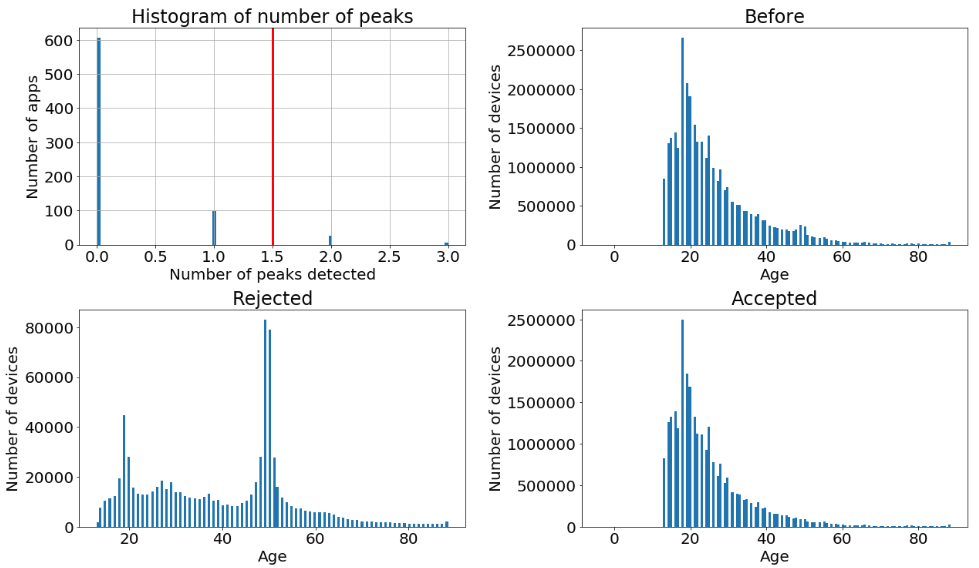 Histogram of number of peaks
Number of apps
600
500
400
300
200
100
0
0.0 0.5 1.0 1.5 2.0 2.5 3.0
Number of peaks detected
Before
Number of devices
2500000
2000000
1500000
1000000
500000
0
0 20 40 60 80
Age
Rejected
Number of devices
80000
60000
40000
20000
0
20 40 60 80
Age
Accepted
Number of devices
2500000
2000000
1500000
1000000
500000
0
0 20 40 60 80
Age